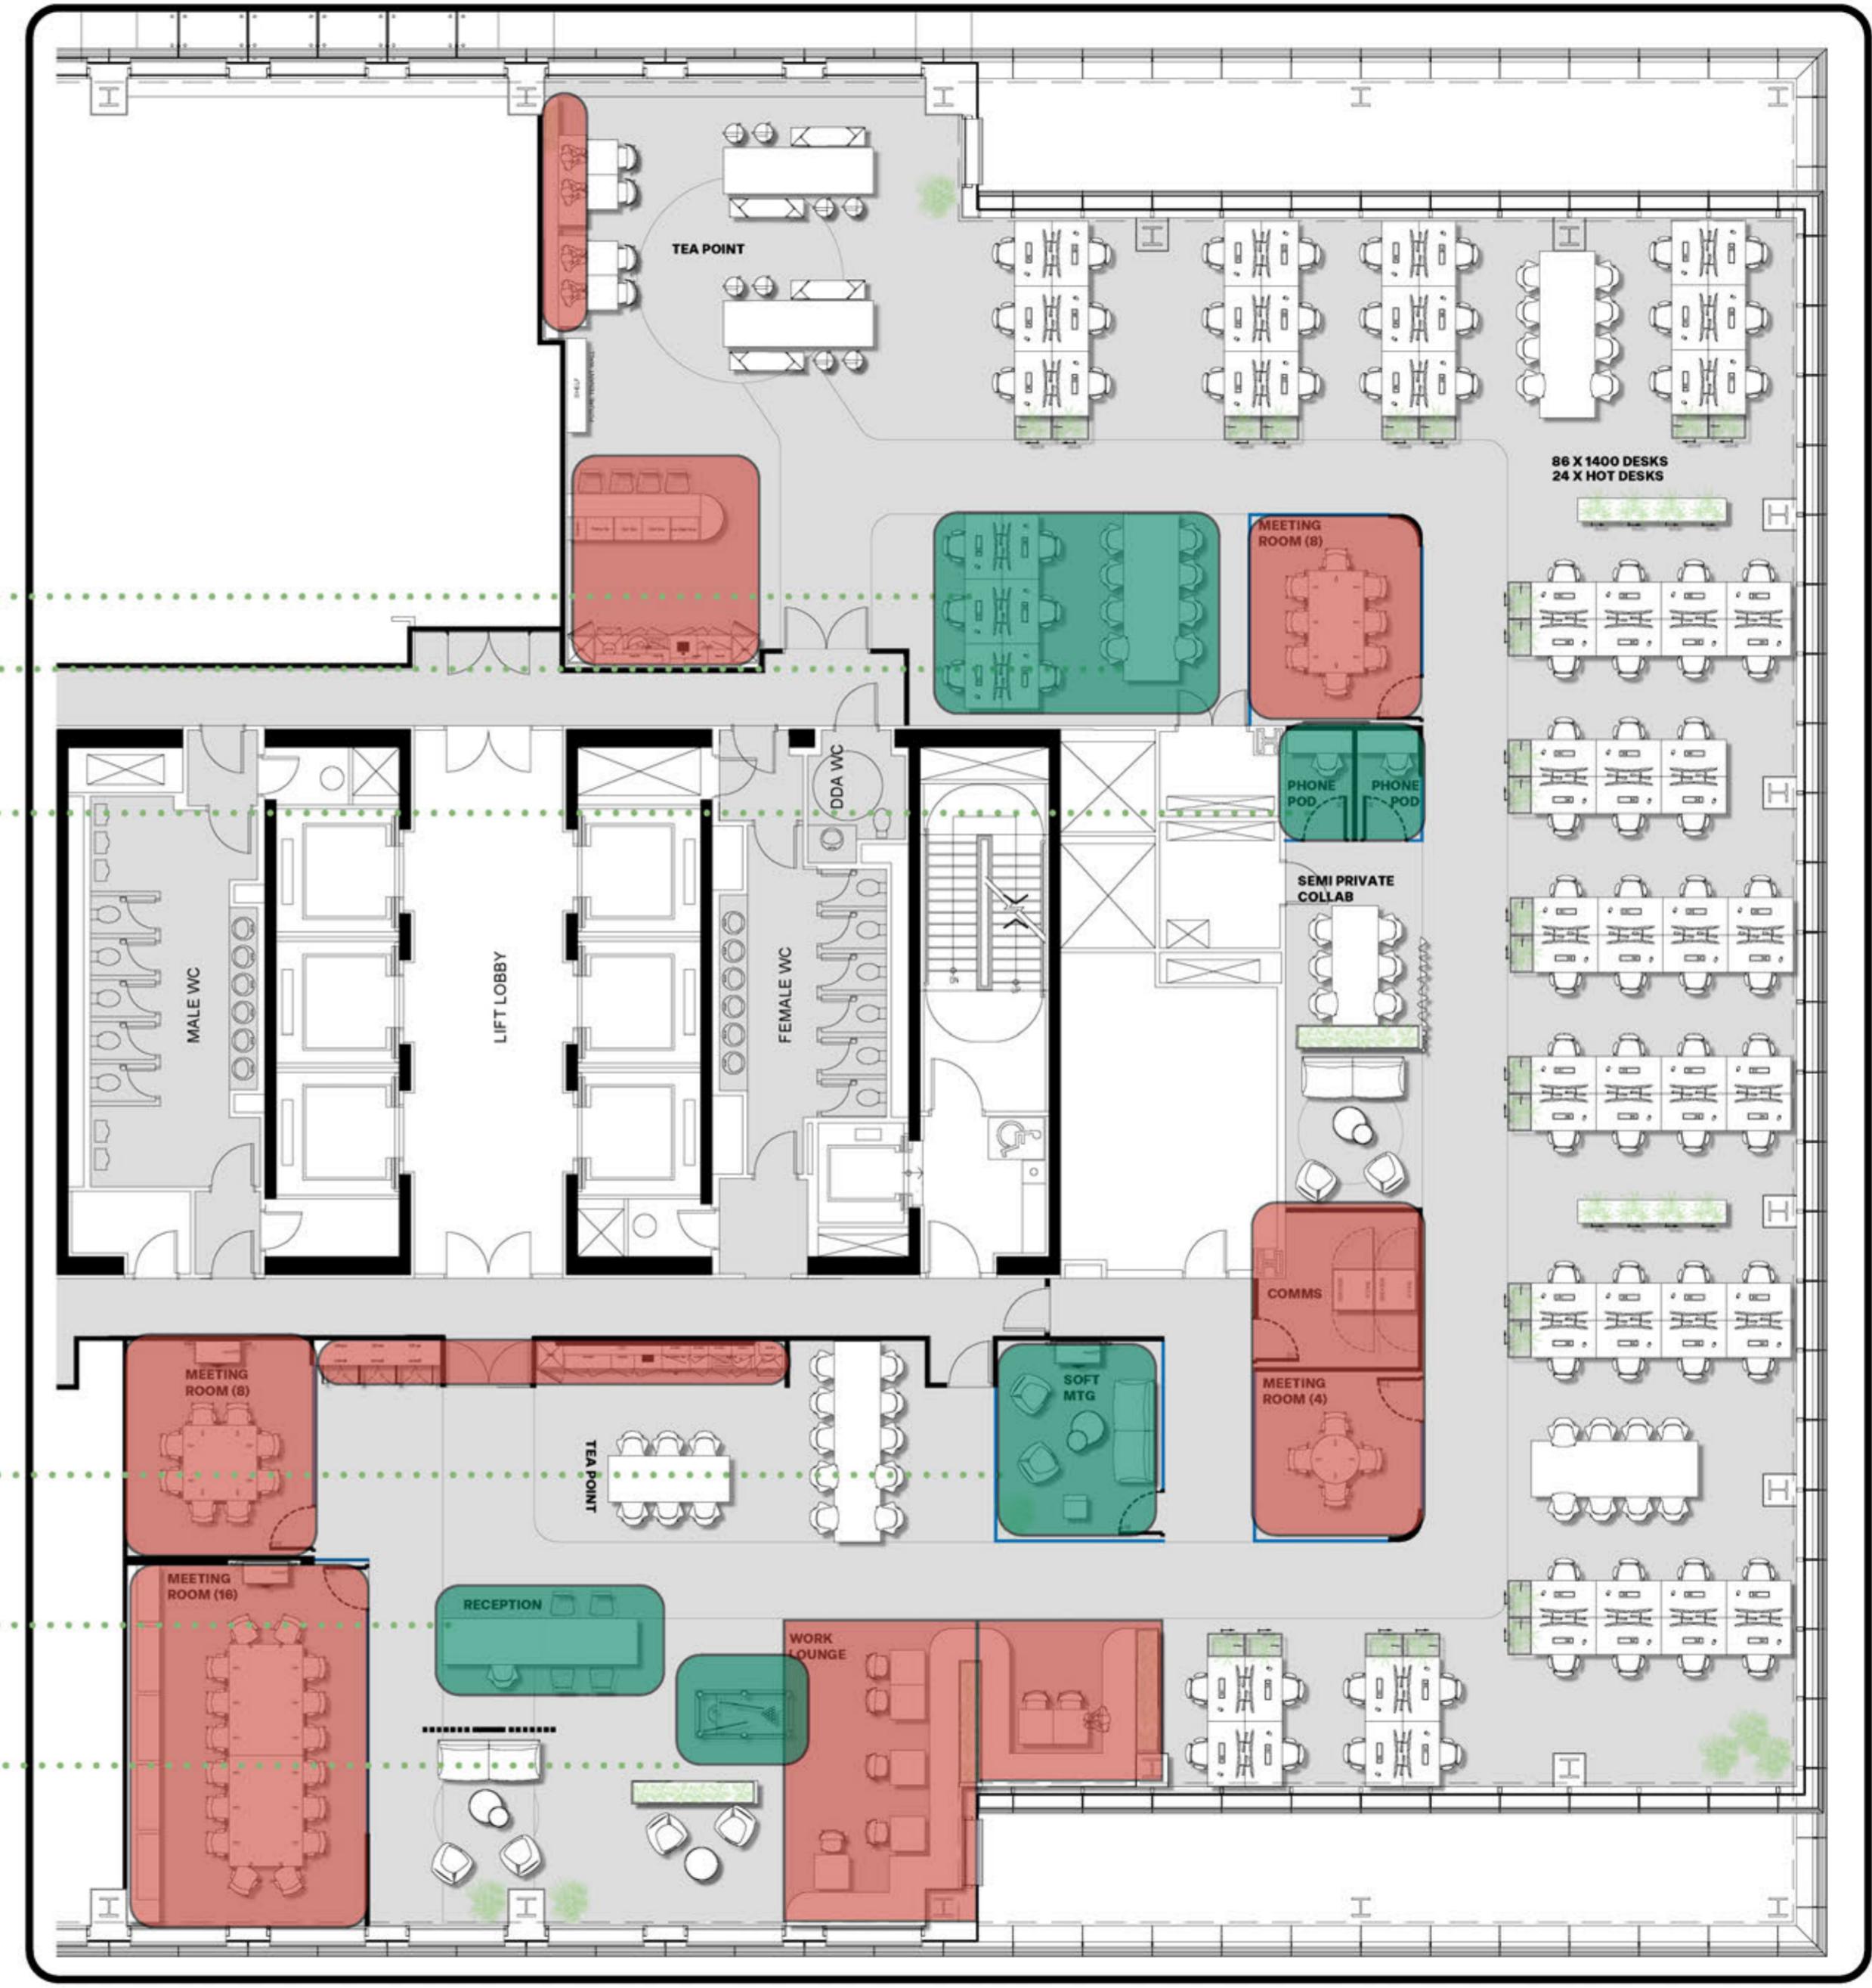 TEA POINT
SHELF
86 X 1400 DESKS
24 X HOT DESKS
MEETING
ROOM (8)
DDA WC
PHONE
POD
PHONE
POD
SEMI PRIVATE
COLLAB
MALE WC
LIFT LOBBY
FEMALE WC
COMMS
MEETING
ROOM (8)
SOFT
MTG
MEETING
ROOM (4)
TEA POINT
MEETING
ROOM (16)
RECEPTION
WORK
LOUNGE